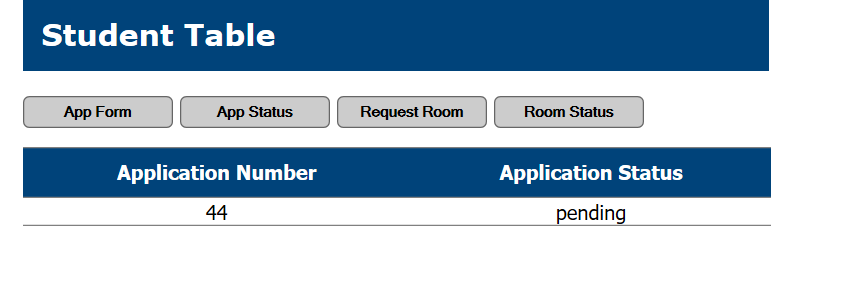 Student Table
App Form App Status Request Room Room Status
Application Number Application Status
44 pending